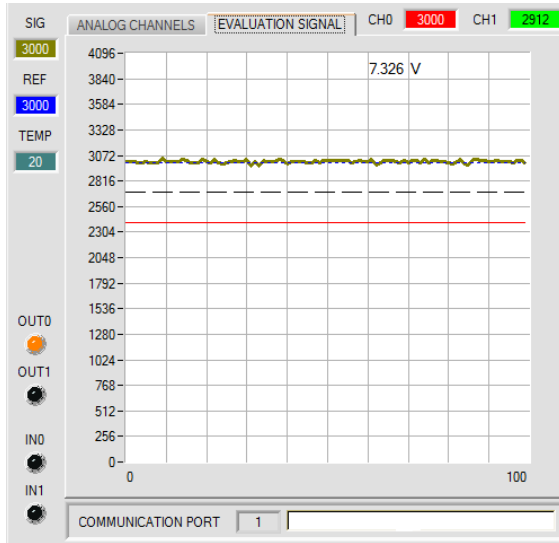 SIG ANALOG CHANNELS EVALUATION SIGNAL CH0 3000 CH1 2912
3000
REF
3000
TEMP
20
7.326 V
4096
3840
3584
3328
3072
2816
2560
2304
2048
1792
1536
1280
1024
768
512
256
0
0 100
OUT0
OUT1
IN0
IN1
COMMUNICATION PORT 1